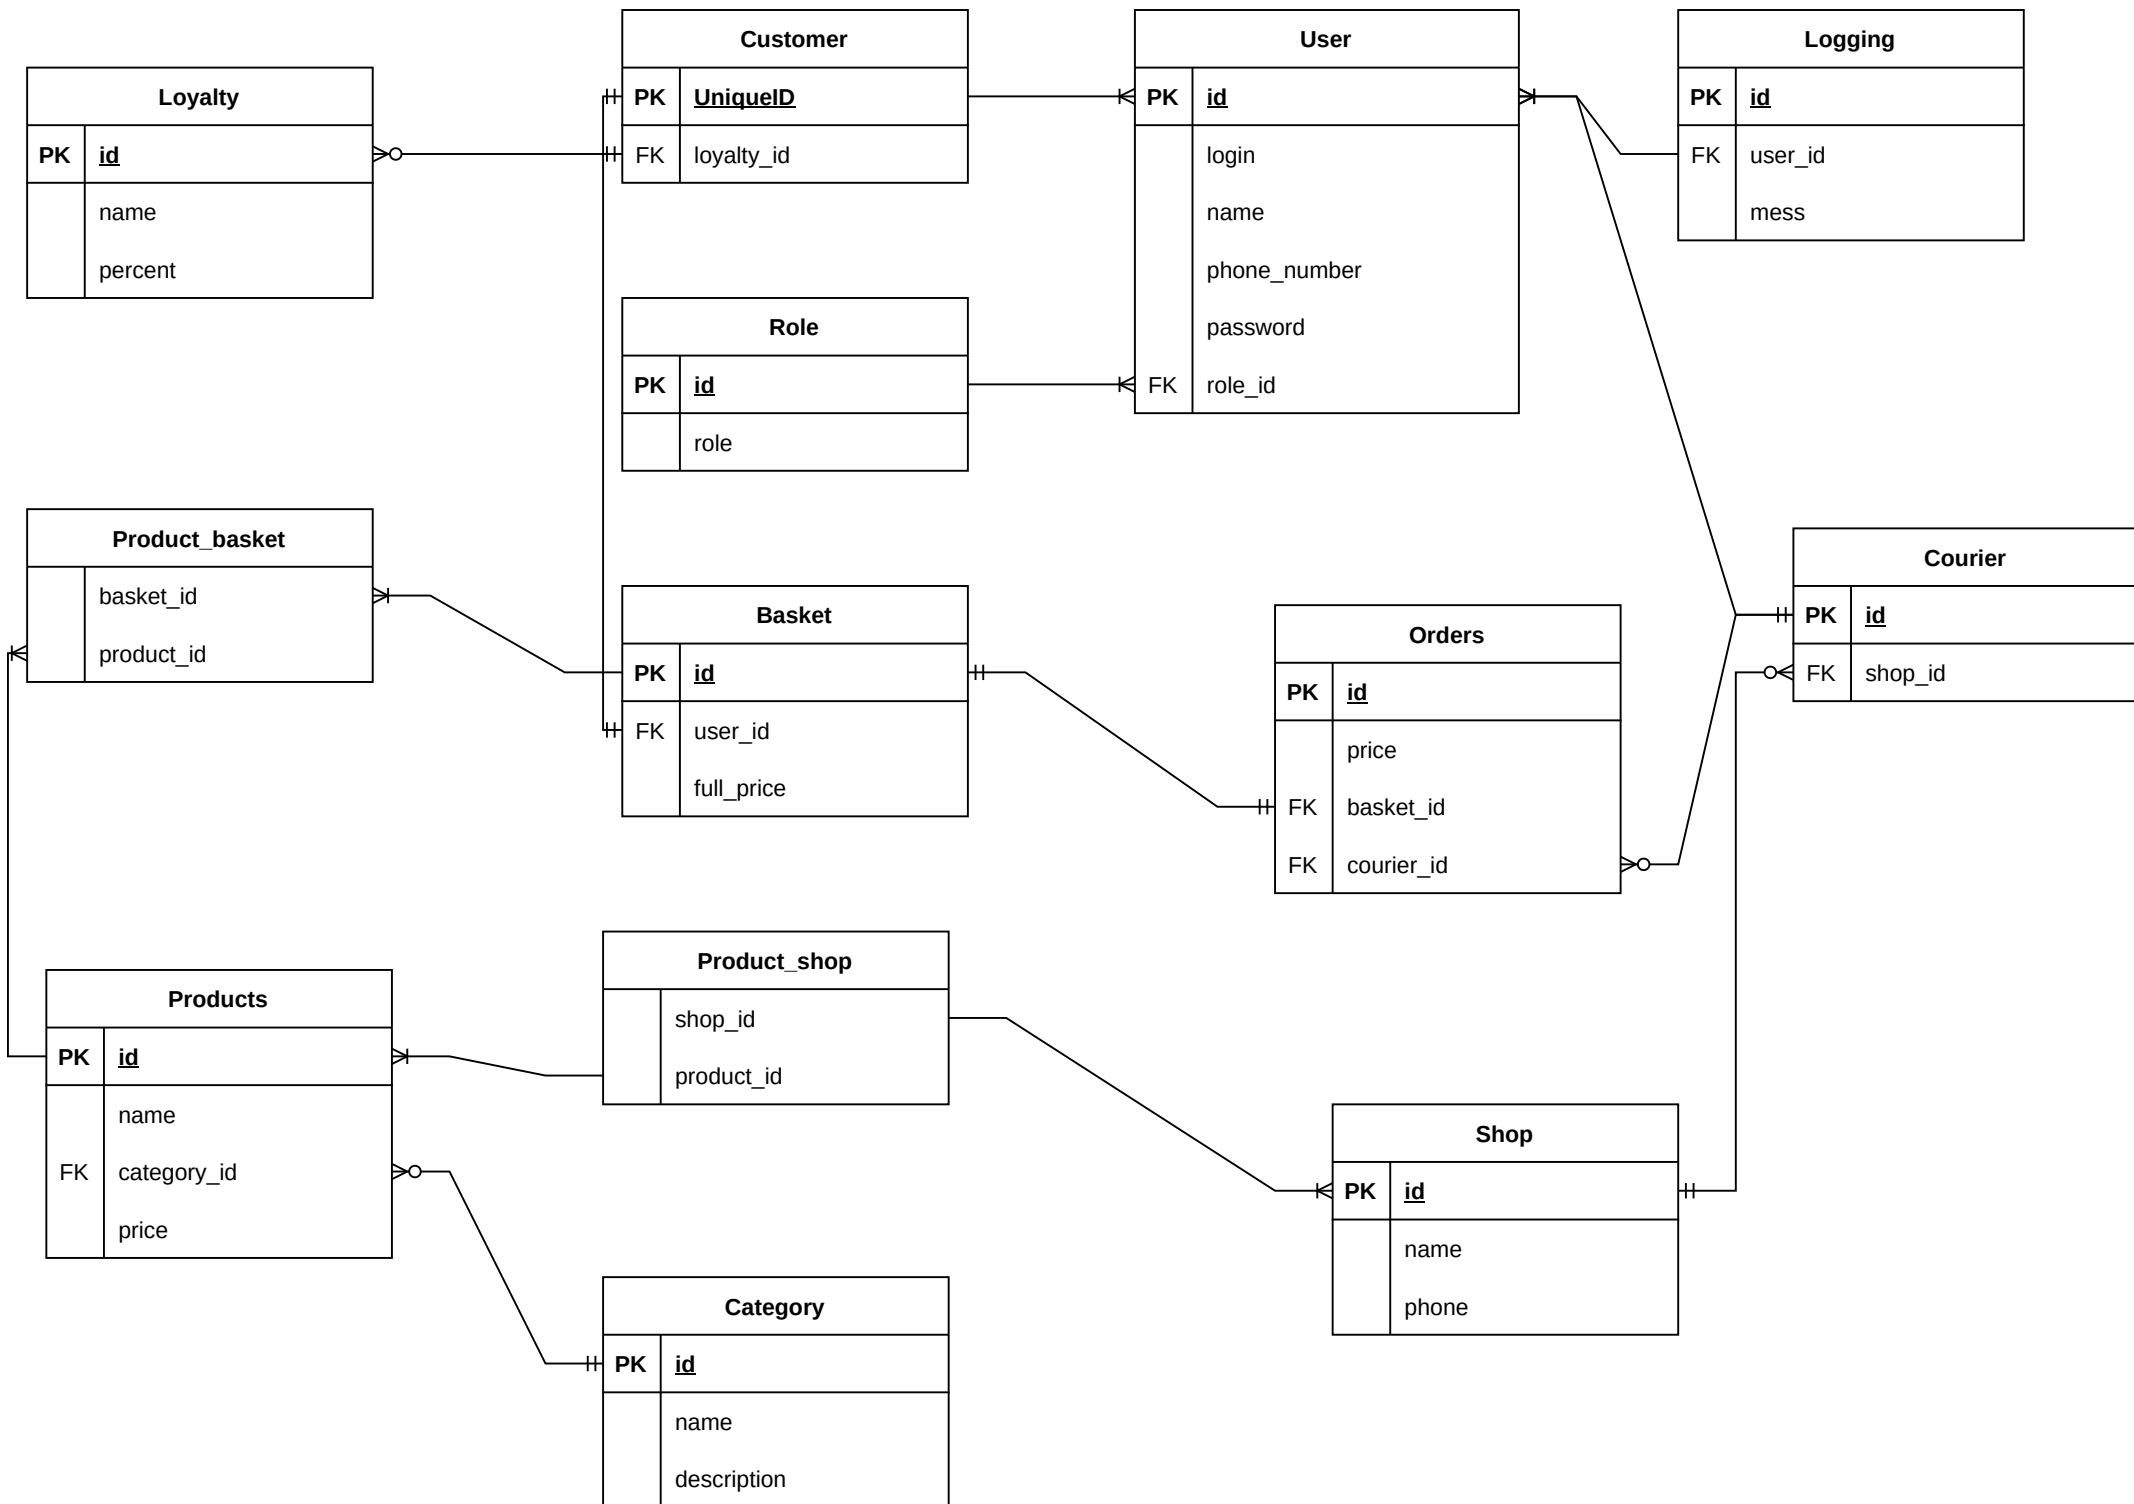 Customer
PK UniqueID
FK loyalty_id
User
PK id
login
name
phone_number
password
FK role_id
Logging
PK id
FK user_id
mess
Loyalty
PK id
name
percent
Role
PK id
role
Product_basket
basket_id
product_id
Basket
PK id
FK user_id
full_price
Orders
PK id
price
FK basket_id
FK courier_id
Courier
PK id
FK shop_id
Products
PK id
name
FK category_id
price
Product_shop
shop_id
product_id
Shop
PK id
name
phone
Category
PK id
name
description